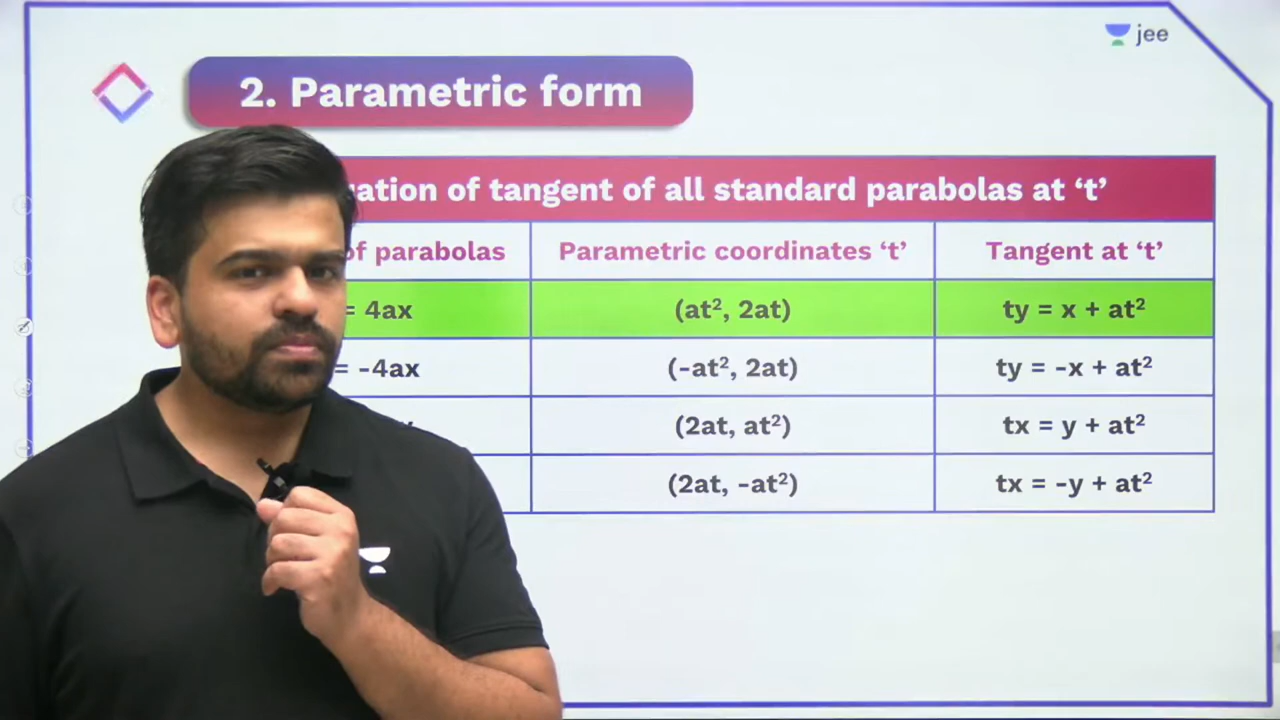 jee
2. Parametric form
of tangent of all standard parabolas at ‘t’
of parabolas Parametric coordinates ‘t’ Tangent at ‘t’
= 4ax (at², 2at) ty = x + at²
= -4ax (-at², 2at) ty = -x + at²
(2at, at²) tx = y + at²
(2at, -at²) tx = -y + at²